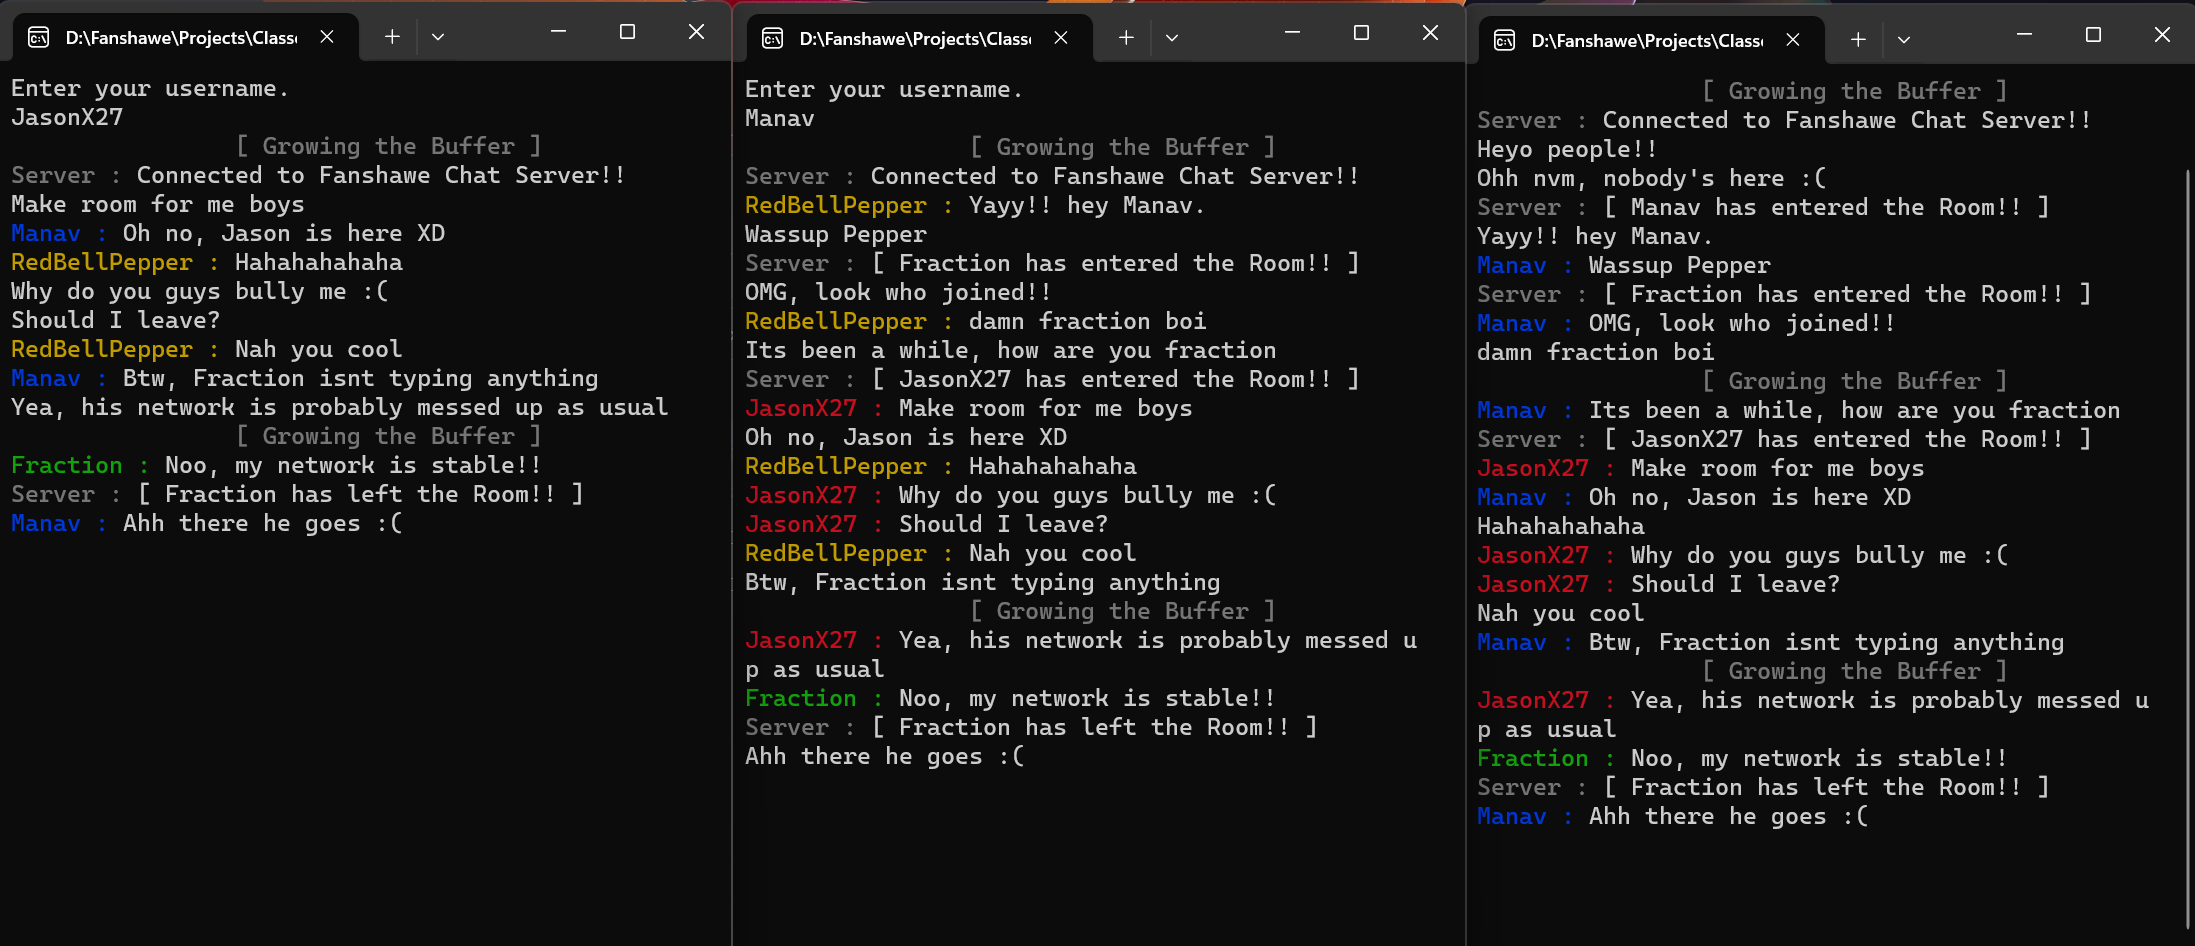 D:\Fanshawe\Projects\Classe
Enter your username.
JasonX27
[ Growing the Buffer ]
Server : Connected to Fanshawe Chat Server!!
Make room for me boys
Manav : Oh no, Jason is here XD
RedBellPepper : Hahahahahaha
Why do you guys bully me :(
Should I leave?
RedBellPepper : Nah you cool
Manav : Btw, Fraction isnt typing anything
Yea, his network is probably messed up as usual
[ Growing the Buffer ]
Fraction : Noo, my network is stable!!
Server : [ Fraction has left the Room!! ]
Manav : Ahh there he goes :(
D:\Fanshawe\Projects\Classe
Enter your username.
Manav
[ Growing the Buffer ]
Server : Connected to Fanshawe Chat Server!!
RedBellPepper : Yayy!! hey Manav.
Wassup Pepper
Server : [ Fraction has entered the Room!! ]
OMG, look who joined!!
RedBellPepper : damn fraction boi
Its been a while, how are you fraction
Server : [ JasonX27 has entered the Room!! ]
JasonX27 : Make room for me boys
Oh no, Jason is here XD
RedBellPepper : Hahahahahaha
JasonX27 : Why do you guys bully me :(
JasonX27 : Should I leave?
RedBellPepper : Nah you cool
Btw, Fraction isnt typing anything
[ Growing the Buffer ]
JasonX27 : Yea, his network is probably messed u
p as usual
Fraction : Noo, my network is stable!!
Server : [ Fraction has left the Room!! ]
Ahh there he goes :(
D:\Fanshawe\Projects\Classe
[ Growing the Buffer ]
Server : Connected to Fanshawe Chat Server!!
Heyo people!!
Ohh nvm, nobody's here :(
Server : [ Manav has entered the Room!! ]
Yayy!! hey Manav.
Manav : Wassup Pepper
Server : [ Fraction has entered the Room!! ]
Manav : OMG, look who joined!!
damn fraction boi
[ Growing the Buffer ]
Manav : Its been a while, how are you fraction
Server : [ JasonX27 has entered the Room!! ]
JasonX27 : Make room for me boys
Manav : Oh no, Jason is here XD
Hahahahahaha
JasonX27 : Why do you guys bully me :(
JasonX27 : Should I leave?
Nah you cool
Manav : Btw, Fraction isnt typing anything
[ Growing the Buffer ]
JasonX27 : Yea, his network is probably messed u
p as usual
Fraction : Noo, my network is stable!!
Server : [ Fraction has left the Room!! ]
Manav : Ahh there he goes :(